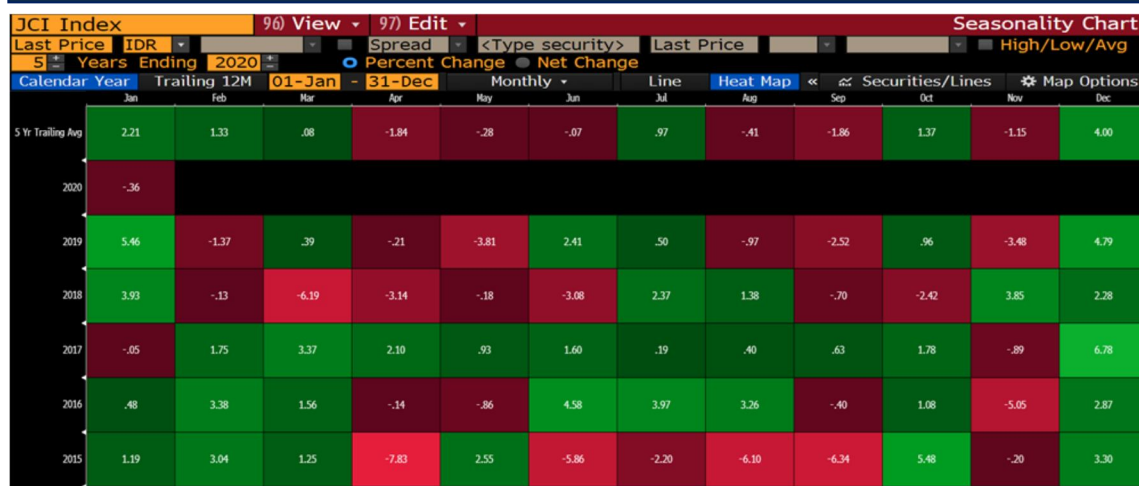 JCI Index 96) View 97) Edit Seasonality Chart
Last Price IDR Spread <Type security> Last Price High/Low/Avg
5 Years Ending 2020 Percent Change Net Change
Calendar Year Trailing 12M 01-Jan - 31-Dec Monthly Line Heat Map « Securities/Lines Map Options
Jan Feb Mar Apr May Jun Jul Aug Sep Oct Nov Dec
5 Yr Trailing Avg 2.21 1.33 .08 -1.84 -.28 -.07 .97 -.41 -1.86 1.37 -1.15 4.00
2020 -.36
2019 5.46 -1.37 .39 -.21 -3.81 2.41 .50 -.97 -2.52 .96 -3.48 4.79
2018 3.93 -.13 -6.19 -3.14 -.18 -3.08 2.37 1.38 -.70 -2.42 3.85 2.28
2017 -.05 1.75 3.37 2.10 .93 1.60 .19 .40 .63 1.78 -.89 6.78
2016 .48 3.38 1.56 -.14 -.86 4.58 3.97 3.26 -.40 1.08 -5.05 2.87
2015 1.19 3.04 1.25 -7.83 2.55 -5.86 -2.20 -6.10 -6.34 5.48 -.20 3.30